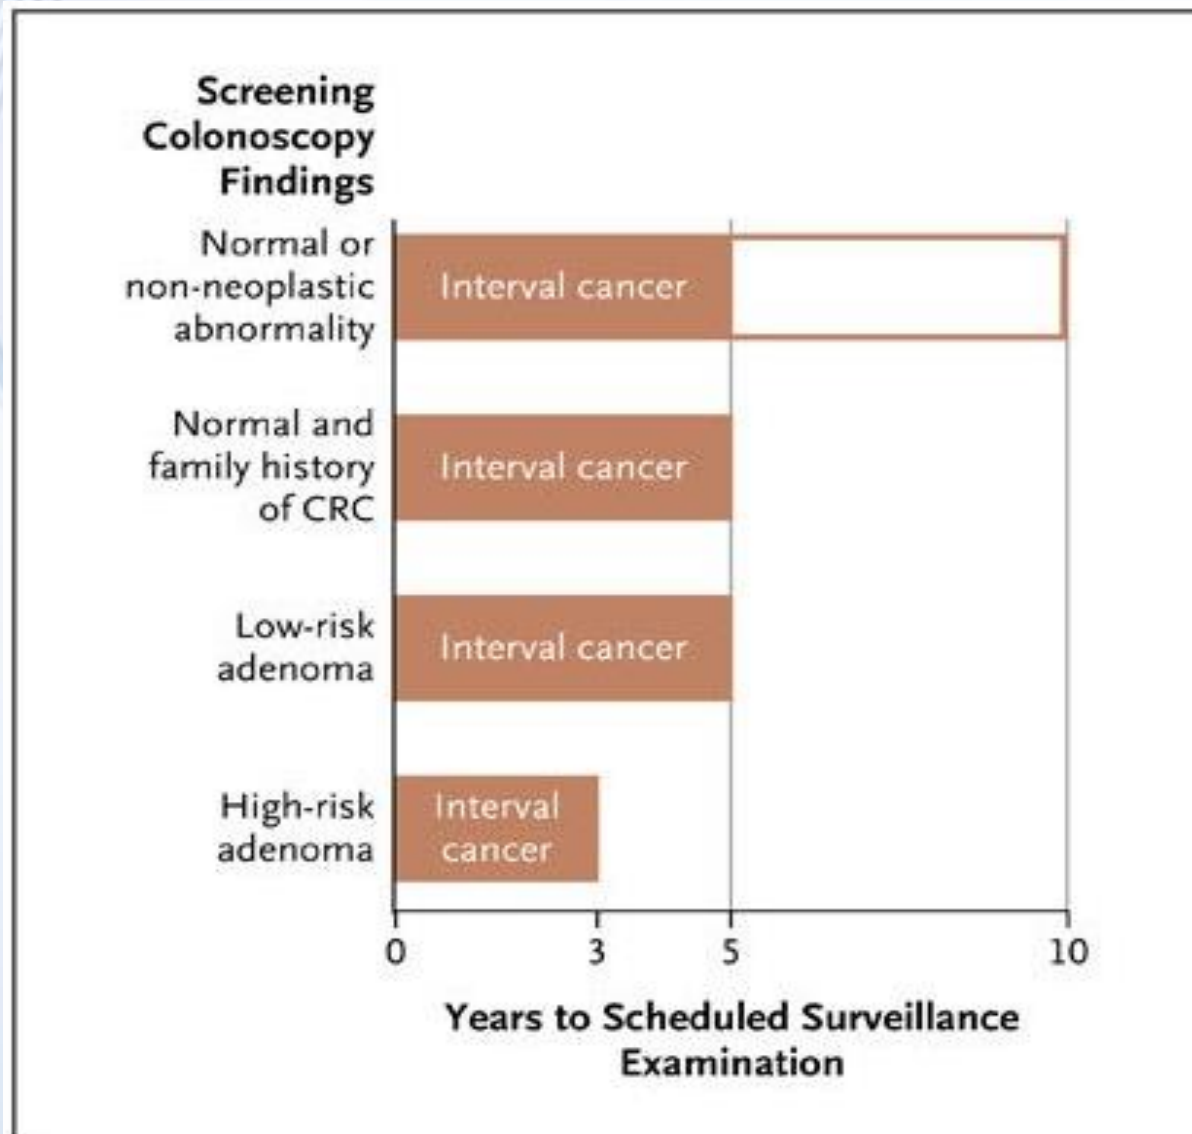 Screening
Colonoscopy
Findings
Normal or
non-neoplastic
abnormality
Interval cancer
Normal and
family history
of CRC
Interval cancer
Low-risk
adenoma
Interval cancer
High-risk
adenoma
Interval
cancer
0 3 5 10
Years to Scheduled Surveillance
Examination